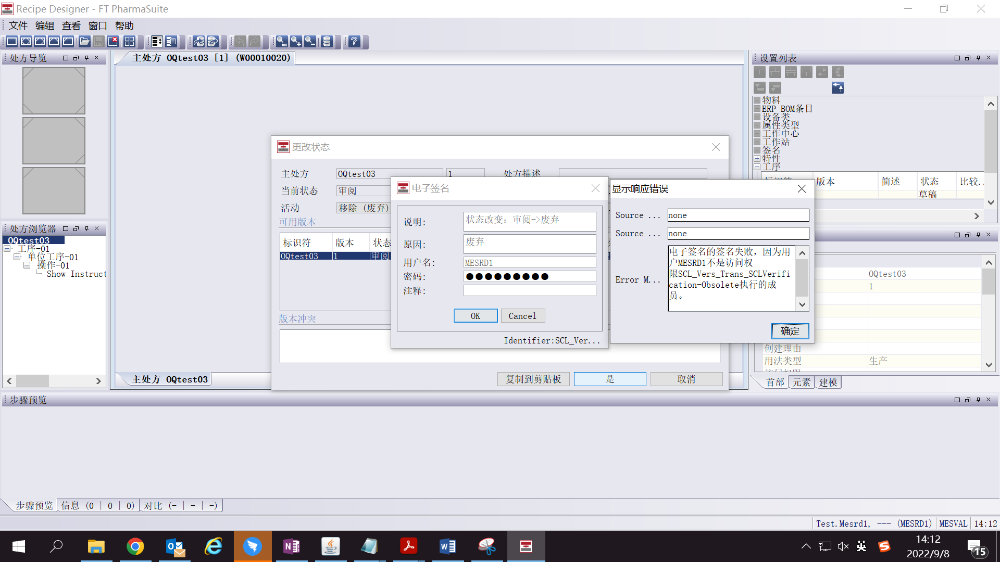 Recipe Designer - FT PharmaSuite
文件 编辑 查看 窗口 帮助
处方导览
主处方 OQtest03 [1] (W00010020)
设置列表
物料
ERP BOM条目
设备类
属性类型
工作中心
工作站
签名
特性
工序
版本 简述 状态 比较.
草稿
处方浏览器
OQtest03
工序-01
单位工序-01
操作-01
Show Instruct
更改状态
主处方 OQtest03 1 处方描述
当前状态 审阅
活动 移除 (废弃)
可用版本
标识符 版本 状态
OQtest03 1 审阅
版本冲突
复制到剪贴板 是 取消
电子签名
说明: 状态改变: 审阅->废弃
原因: 废弃
用户名: MESRD1
密码: ●●●●●●●●●
注释:
OK Cancel
Identifier:SCL_Ver...
显示响应错误
Source ... none
Source ... none
Error M...
电子签名的签名失败，因为用
户MESRD1不是访问权
限SCL_Vers_Trans_SCLVerifi
cation-Obsolete执行的成
员。
确定
OQtest03
1
创建理由
用法类型 生产
首部 元素 建模
主处方 OQtest03
步骤预览
步骤预览 信息 (0 | 0 | 0) 对比 (- | - | -)
Test.Mesrd1, --- (MESRD1) MESVAL 14:12
英
14:12
2022/9/8
15